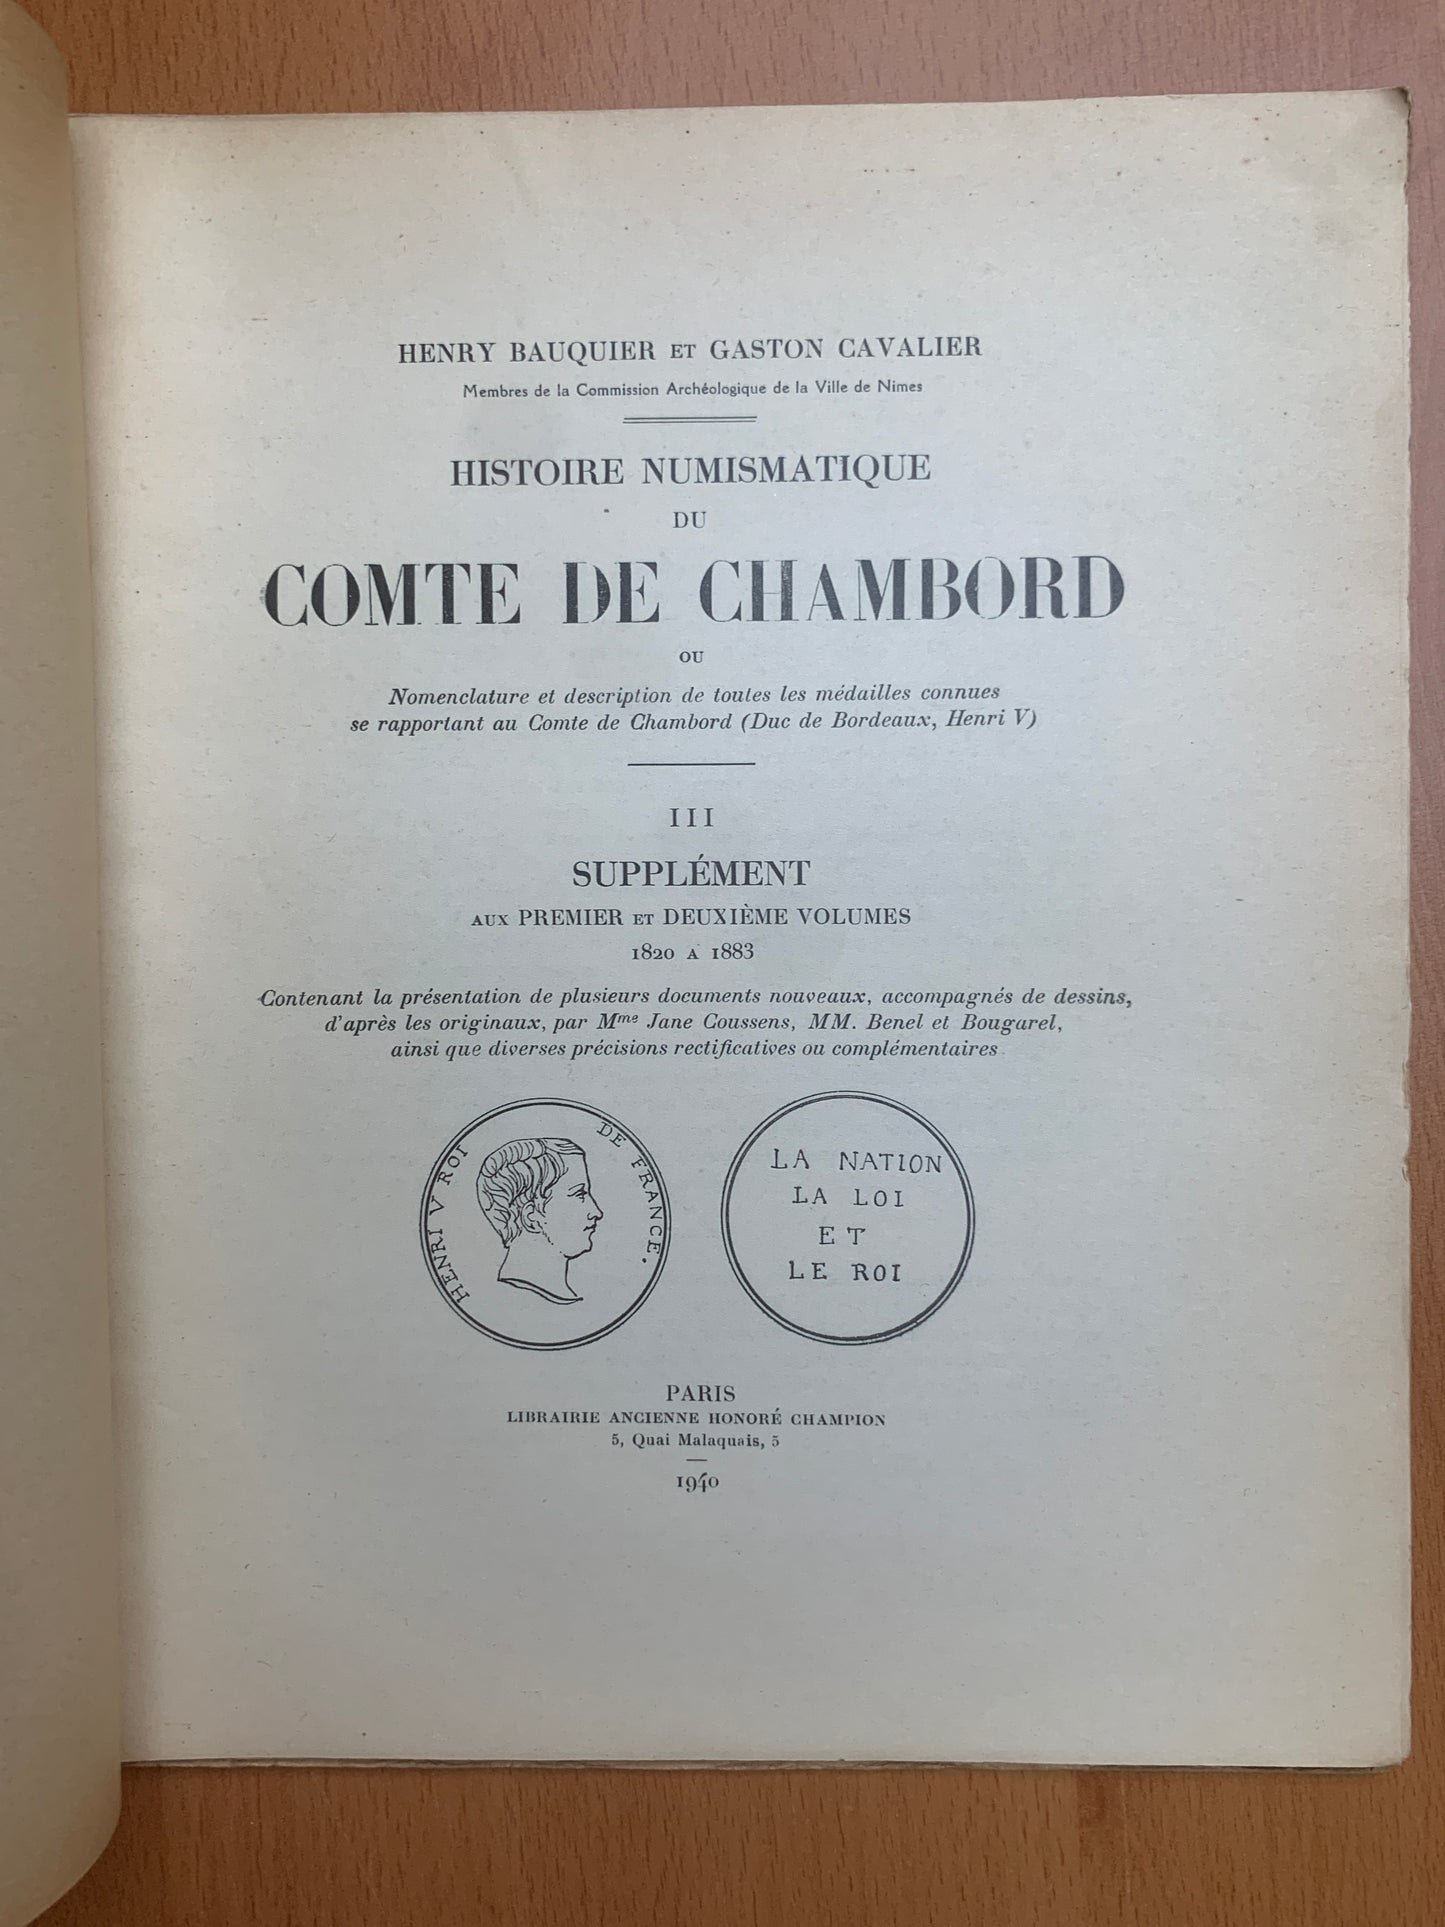 HENRY BAUQUIER ET GASTON CAVALIER
Membres de la Commission Archéologique de la Ville de Nimes
HISTOIRE NUMISMATIQUE
DU
COMTE DE CHAMBORD
OU
Nomenclature et description de toutes les médailles connues
se rapportant au Comte de Chambord (Duc de Bordeaux, Henri V)
III
SUPPLÉMENT
AUX PREMIER ET DEUXIÈME VOLUMES
1820 A 1883
Contenant la présentation de plusieurs documents nouveaux, accompagnés de dessins,
d'après les originaux, par Mme Jane Coussens, MM. Benel et Bougarel,
ainsi que diverses précisions rectificatives ou complémentaires
HENRI V ROI DE FRANCE.
LA NATION
LA LOI
ET
LE ROI
PARIS
LIBRAIRIE ANCIENNE HONORÉ CHAMPION
5, Quai Malaquais, 5
1940